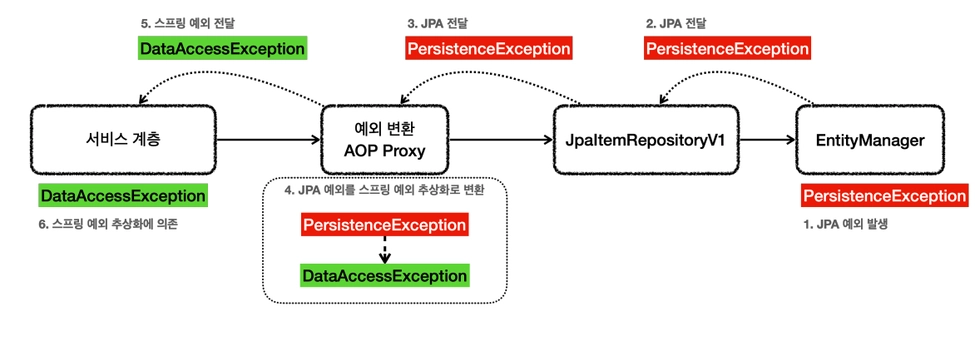 5. 스프링 예외 전달
DataAccessException
3. JPA 전달
PersistenceException
2. JPA 전달
PersistenceException
서비스 계층
예외 변환
AOP Proxy
JpaItemRepositoryV1
EntityManager
DataAccessException
6. 스프링 예외 추상화에 의존
4. JPA 예외를 스프링 예외 추상화로 변환
PersistenceException
DataAccessException
PersistenceException
1. JPA 예외 발생